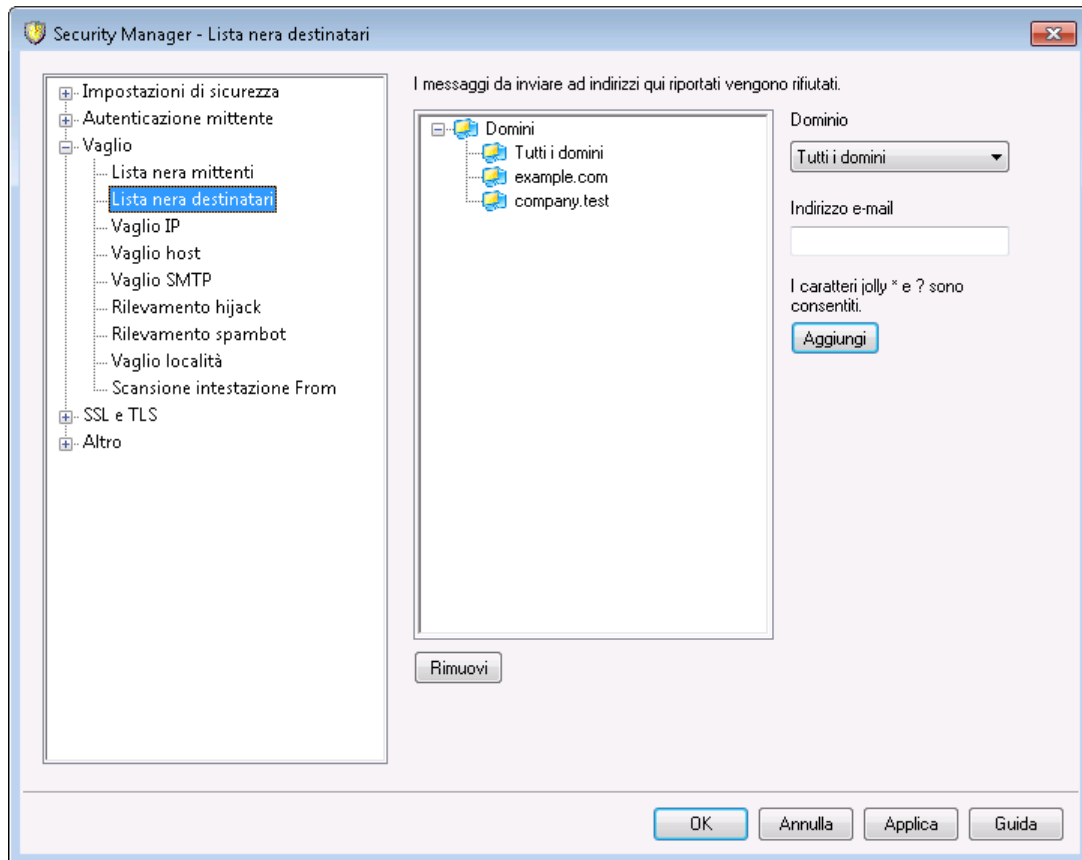 Security Manager - Lista nera destinatari
Impostazioni di sicurezza
Autenticazione mittente
Vaglio
Lista nera mittenti
Lista nera destinatari
Vaglio IP
Vaglio host
Vaglio SMTP
Rilevamento hijack
Rilevamento spambot
Vaglio località
Scansione intestazione From
SSL e TLS
Altro
I messaggi da inviare ad indirizzi qui riportati vengono rifiutati.
Domini
Tutti i domini
example.com
company.test
Rimuovi
Dominio
Tutti i domini
Indirizzo e-mail
I caratteri jolly * e ? sono
consentiti.
Aggiungi
OK
Annulla
Applica
Guida